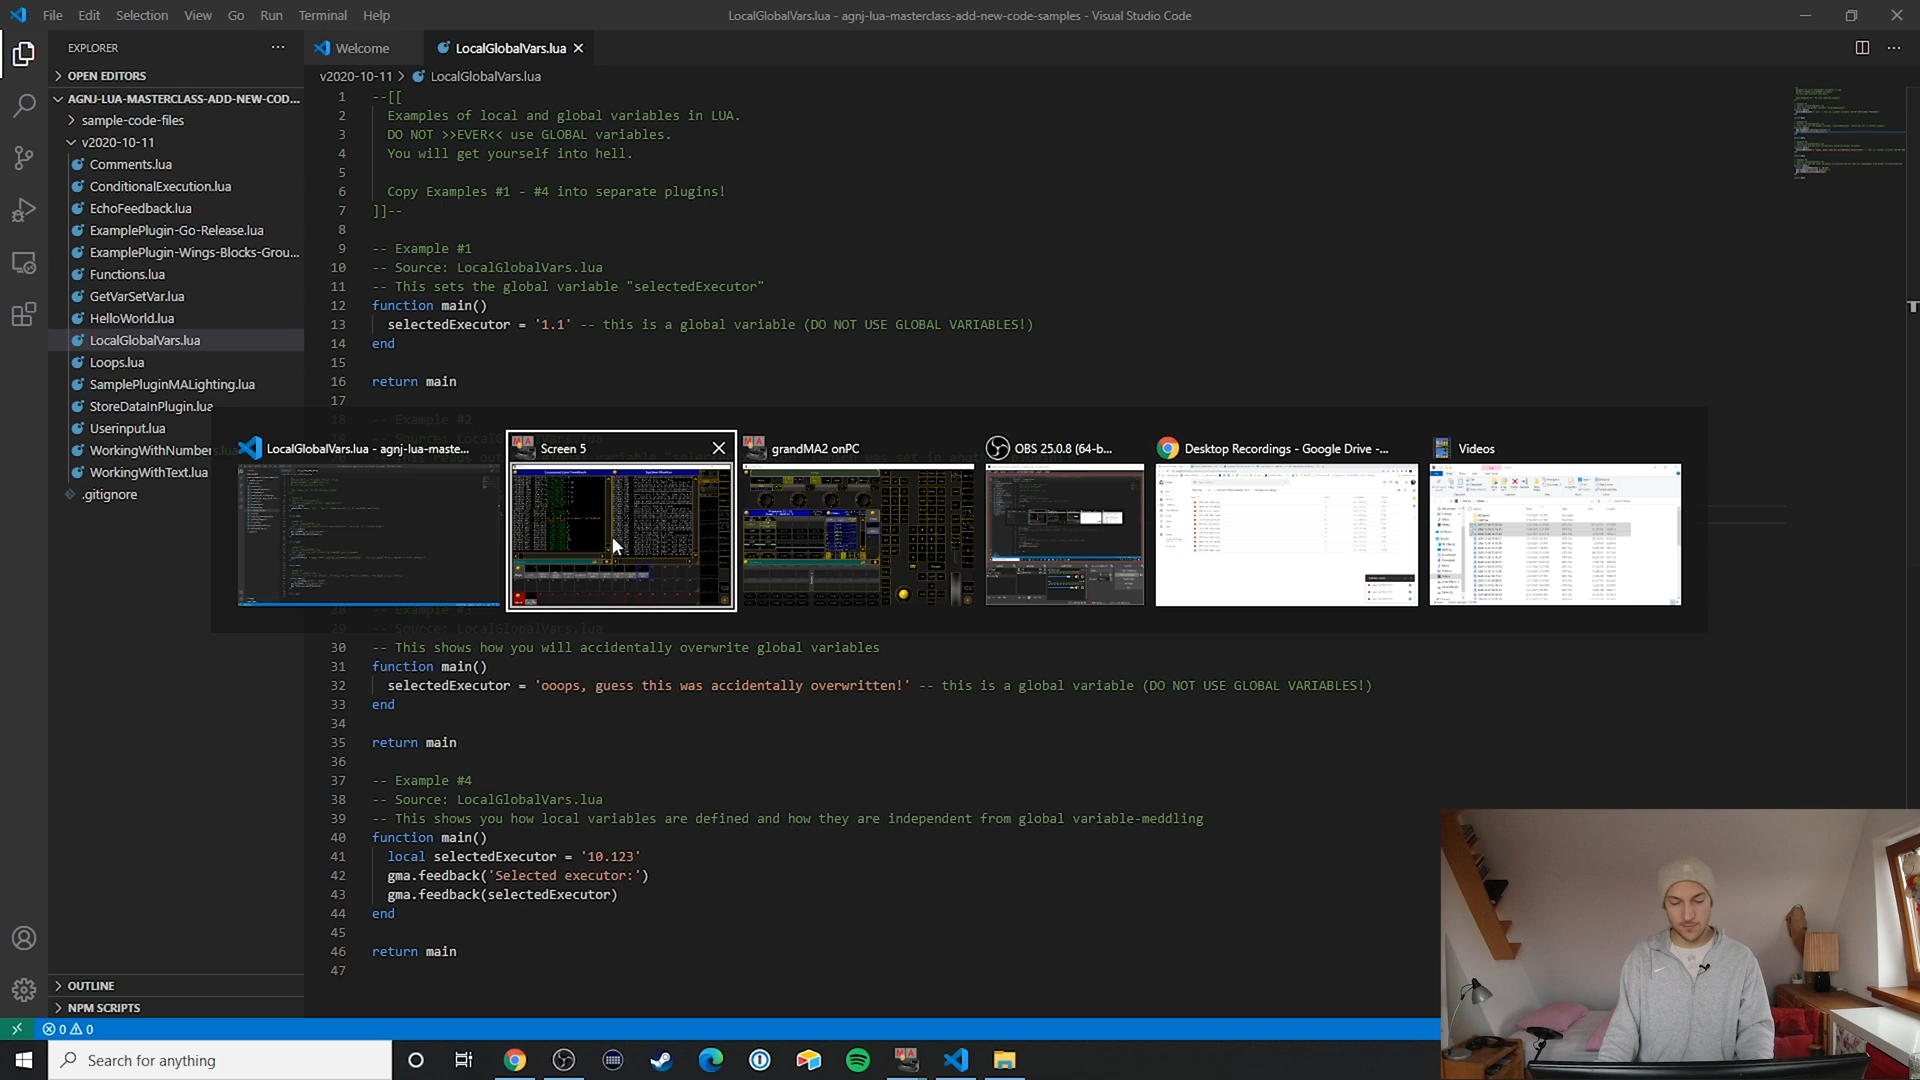 File Edit Selection View Go Run Terminal Help
LocalGlobalVars.lua - agnj-lua-masterclass-add-new-code-samples - Visual Studio Code
EXPLORER
OPEN EDITORS
AGNJ-LUA-MASTERCLASS-ADD-NEW-COD...
sample-code-files
v2020-10-11
Comments.lua
ConditionalExecution.lua
EchoFeedback.lua
ExamplePlugin-Go-Release.lua
ExamplePlugin-Wings-Blocks-Grou...
Functions.lua
GetVarSetVar.lua
HelloWorld.lua
LocalGlobalVars.lua
Loops.lua
SamplePluginMALighting.lua
StoreDataInPlugin.lua
Userinput.lua
WorkingWithNumber
WorkingWithText.lua
.gitignore
OUTLINE
NPM SCRIPTS
Welcome
LocalGlobalVars.lua
v2020-10-11 > LocalGlobalVars.lua
1 --[[
2 Examples of local and global variables in LUA.
3 DO NOT >>EVER<< use GLOBAL variables.
4 You will get yourself into hell.
5
6 Copy Examples #1 - #4 into separate plugins!
7 ]]--
8
9 -- Example #1
10 -- Source: LocalGlobalVars.lua
11 -- This sets the global variable "selectedExecutor"
12 function main()
13 selectedExecutor = '1.1' -- this is a global variable (DO NOT USE GLOBAL VARIABLES!)
14 end
15
16 return main
17
18 -- Example #2
LocalGlobalVars.lua - agnj-lua-maste...
Screen 5
grandMA2 onPC
OBS 25.0.8 (64-b...
Desktop Recordings - Google Drive -...
Videos
29 -- Source: LocalGlobalVars.lua
30 -- This shows how you will accidentally overwrite global variables
31 function main()
32 selectedExecutor = 'ooops, guess this was accidentally overwritten!' -- this is a global variable (DO NOT USE GLOBAL VARIABLES!)
33 end
34
35 return main
36
37 -- Example #4
38 -- Source: LocalGlobalVars.lua
39 -- This shows you how local variables are defined and how they are independent from global variable-meddling
40 function main()
41 local selectedExecutor = '10.123'
42 gma.feedback('Selected executor:')
43 gma.feedback(selectedExecutor)
44 end
45
46 return main
47
0 0
Search for anything